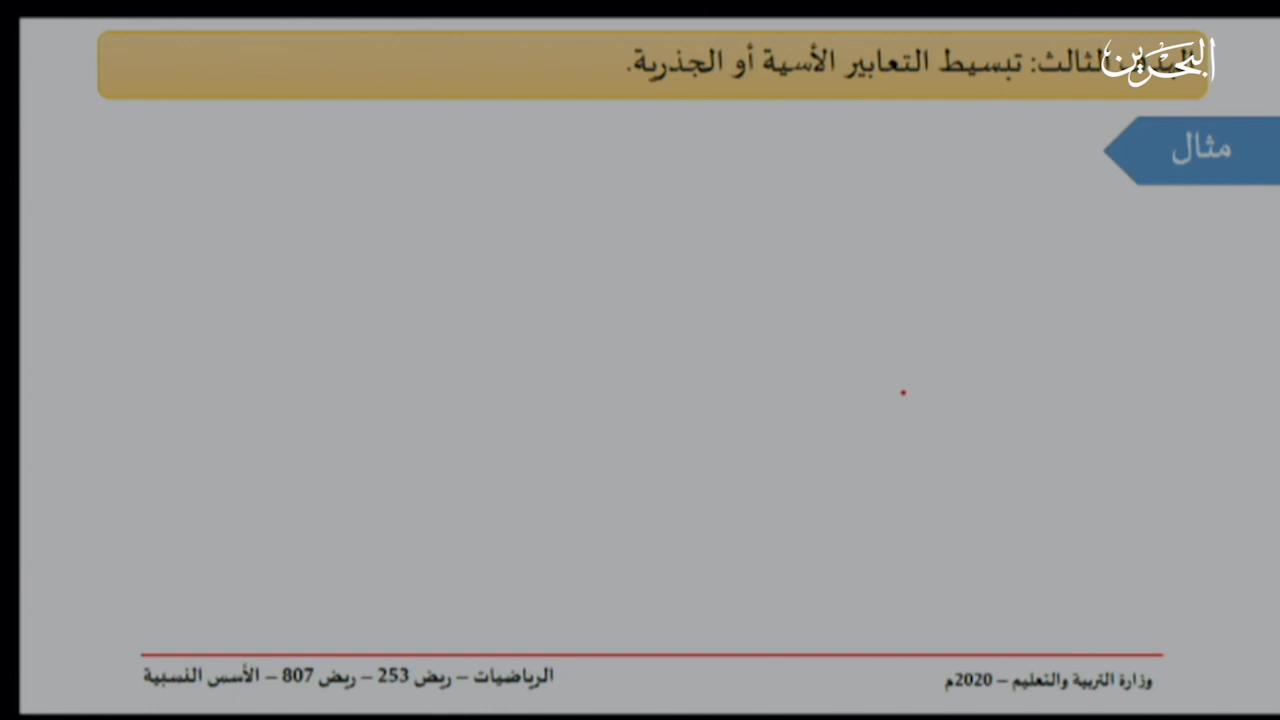 البحرين
الثالث: تبسيط التعابير الأسية أو الجذرية.
مثال
وزارة التربية والتعليم – 2020م
الرياضيات – ريض 253 – ريض 807 – الأسس النسبية